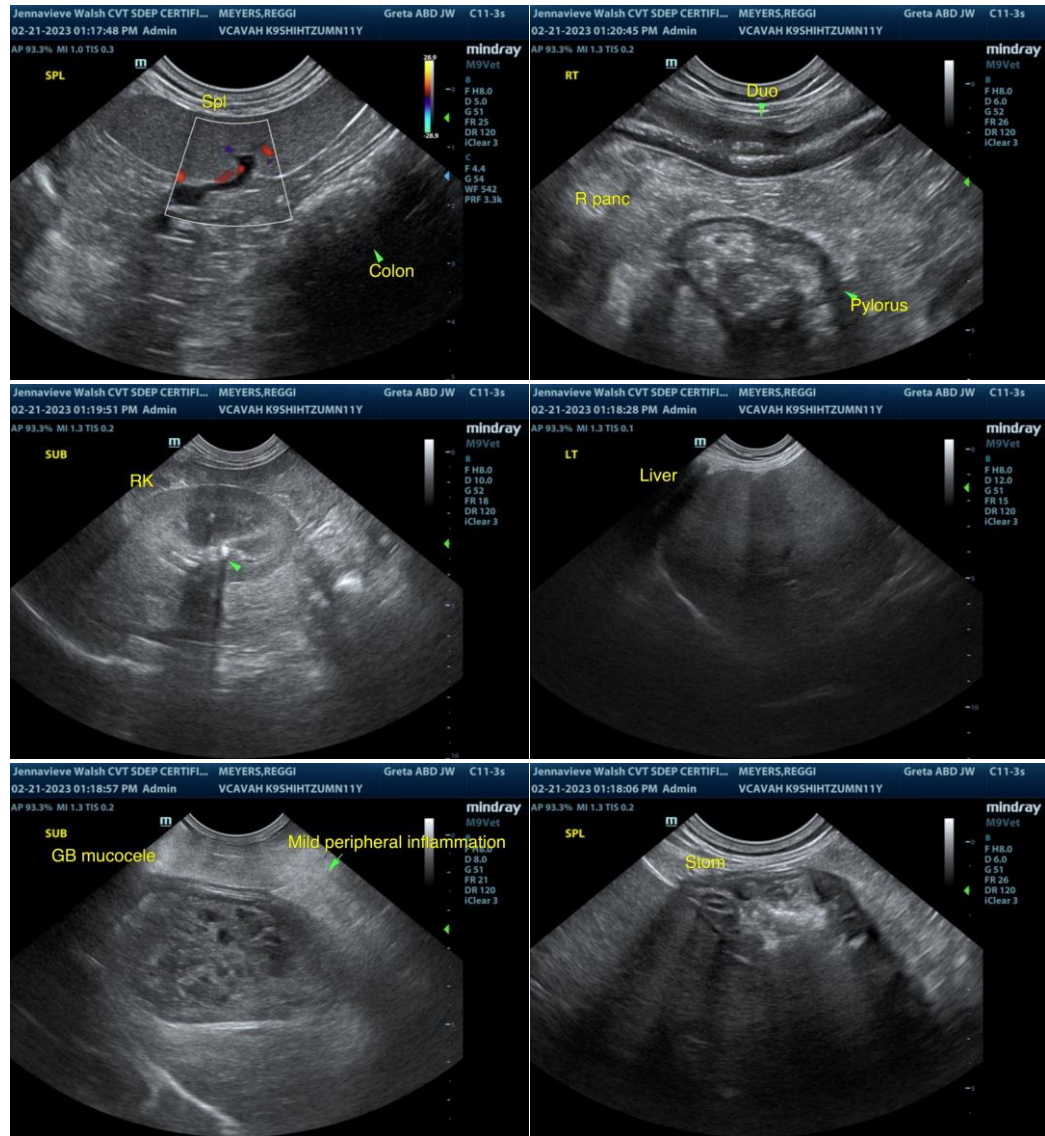 Jennavieve Walsh CVT SDEP CERTIFI... MEYERS,REGGI Greta ABD JW C11-3s
02-21-2023 01:17:48 PM Admin VCAVAH K9SHIHTZUMN11Y
AP 93.3% MI 1.0 TIS 0.3
mindray
M9Vet
m
SPL
Spl
28.9
-28.9
B
F H8.0
D 5.0
G 51
FR 25
DR 120
iClear 3
C
F 4.4
G 54
WF 542
PRF 3.3k
Colon
Jennavieve Walsh CVT SDEP CERTIFI... MEYERS,REGGI Greta ABD JW C11-3s
02-21-2023 01:20:45 PM Admin VCAVAH K9SHIHTZUMN11Y
AP 93.3% MI 1.3 TIS 0.2
mindray
M9Vet
m
RT
Duo
B
F H8.0
D 6.0
G 52
FR 26
DR 120
iClear 3
R panc
Pylorus
Jennavieve Walsh CVT SDEP CERTIFI... MEYERS,REGGI Greta ABD JW C11-3s
02-21-2023 01:19:51 PM Admin VCAVAH K9SHIHTZUMN11Y
AP 93.3% MI 1.3 TIS 0.2
mindray
M9Vet
m
SUB
RK
B
F H8.0
D 10.0
G 52
FR 18
DR 120
iClear 3
Jennavieve Walsh CVT SDEP CERTIFI... MEYERS,REGGI Greta ABD JW C11-3s
02-21-2023 01:18:28 PM Admin VCAVAH K9SHIHTZUMN11Y
AP 93.3% MI 1.3 TIS 0.1
mindray
M9Vet
m
LT
Liver
B
F H8.0
D 12.0
G 51
FR 15
DR 120
iClear 3
Jennavieve Walsh CVT SDEP CERTIFI... MEYERS,REGGI Greta ABD JW C11-3s
02-21-2023 01:18:57 PM Admin VCAVAH K9SHIHTZUMN11Y
AP 93.3% MI 1.3 TIS 0.2
mindray
M9Vet
m
SUB
GB mucocele
Mild peripheral inflammation
B
F H8.0
D 8.0
G 51
FR 21
DR 120
iClear 3
Jennavieve Walsh CVT SDEP CERTIFI... MEYERS,REGGI Greta ABD JW C11-3s
02-21-2023 01:18:06 PM Admin VCAVAH K9SHIHTZUMN11Y
AP 93.3% MI 1.3 TIS 0.2
mindray
M9Vet
m
SPL
Stom
B
F H8.0
D 6.0
G 51
FR 26
DR 120
iClear 3